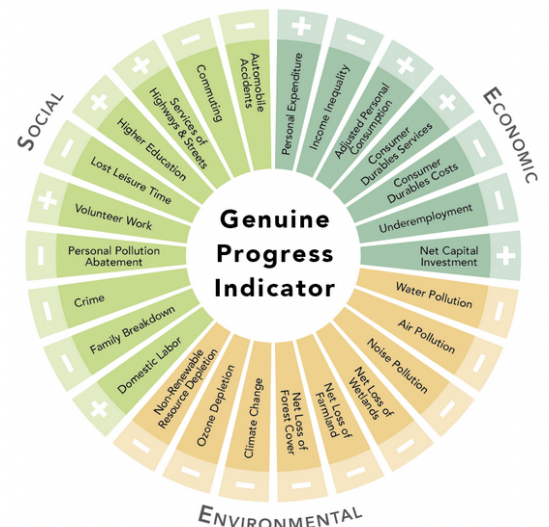 Genuine
Progress
Indicator
ECONOMIC
+
Personal Expenditure
−
Income Inequality
+
Adjusted Personal
Consumption
+
Consumer
Durables Services
−
Consumer
Durables Costs
−
Underemployment
+
Net Capital
Investment
ENVIRONMENTAL
−
Water Pollution
−
Air Pollution
−
Noise Pollution
−
Net Loss of
Wetlands
−
Net Loss of
Farmland
−
Net Loss of
Forest Cover
−
Climate Change
−
Ozone Depletion
−
Non-Renewable
Resource Depletion
SOCIAL
+
Domestic Labor
−
Family Breakdown
−
Crime
−
Personal Pollution
Abatement
+
Volunteer Work
−
Lost Leisure Time
+
Higher Education
+
Services of
Highways & Streets
−
Commuting
−
Automobile
Accidents